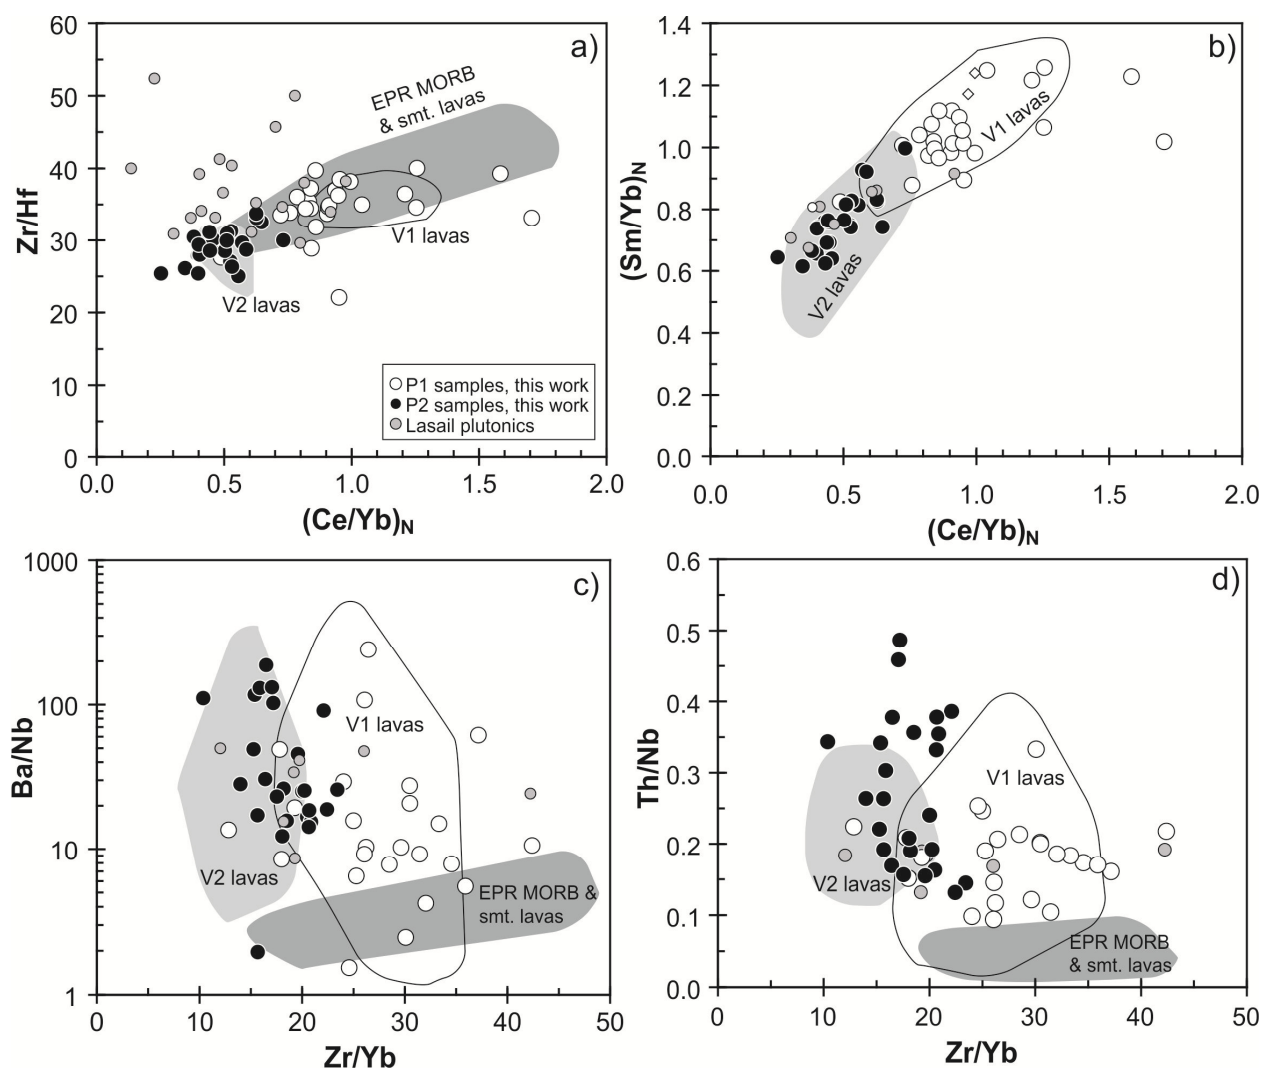 60
50
40
30
20
10
0
Zr/Hf
a)
EPR MORB
& smt. lavas
V1 lavas
V2 lavas
P1 samples, this work
P2 samples, this work
Lasail plutonics
0.0 0.5 1.0 1.5 2.0
(Ce/Yb)N
1.4
1.2
1.0
0.8
0.6
0.4
0.2
0.0
(Sm/Yb)N
b)
V1 lavas
V2 lavas
0.0 0.5 1.0 1.5 2.0
(Ce/Yb)N
1000
100
10
1
Ba/Nb
c)
V1 lavas
V2 lavas
EPR MORB &
smt. lavas
0 10 20 30 40 50
Zr/Yb
0.6
0.5
0.4
0.3
0.2
0.1
0.0
Th/Nb
d)
V1 lavas
V2 lavas
EPR MORB
& smt. lavas
0 10 20 30 40 50
Zr/Yb